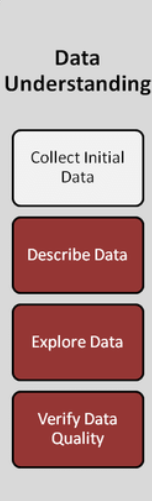 Data
Understanding
Collect Initial
Data
Describe Data
Explore Data
Verify Data
Quality